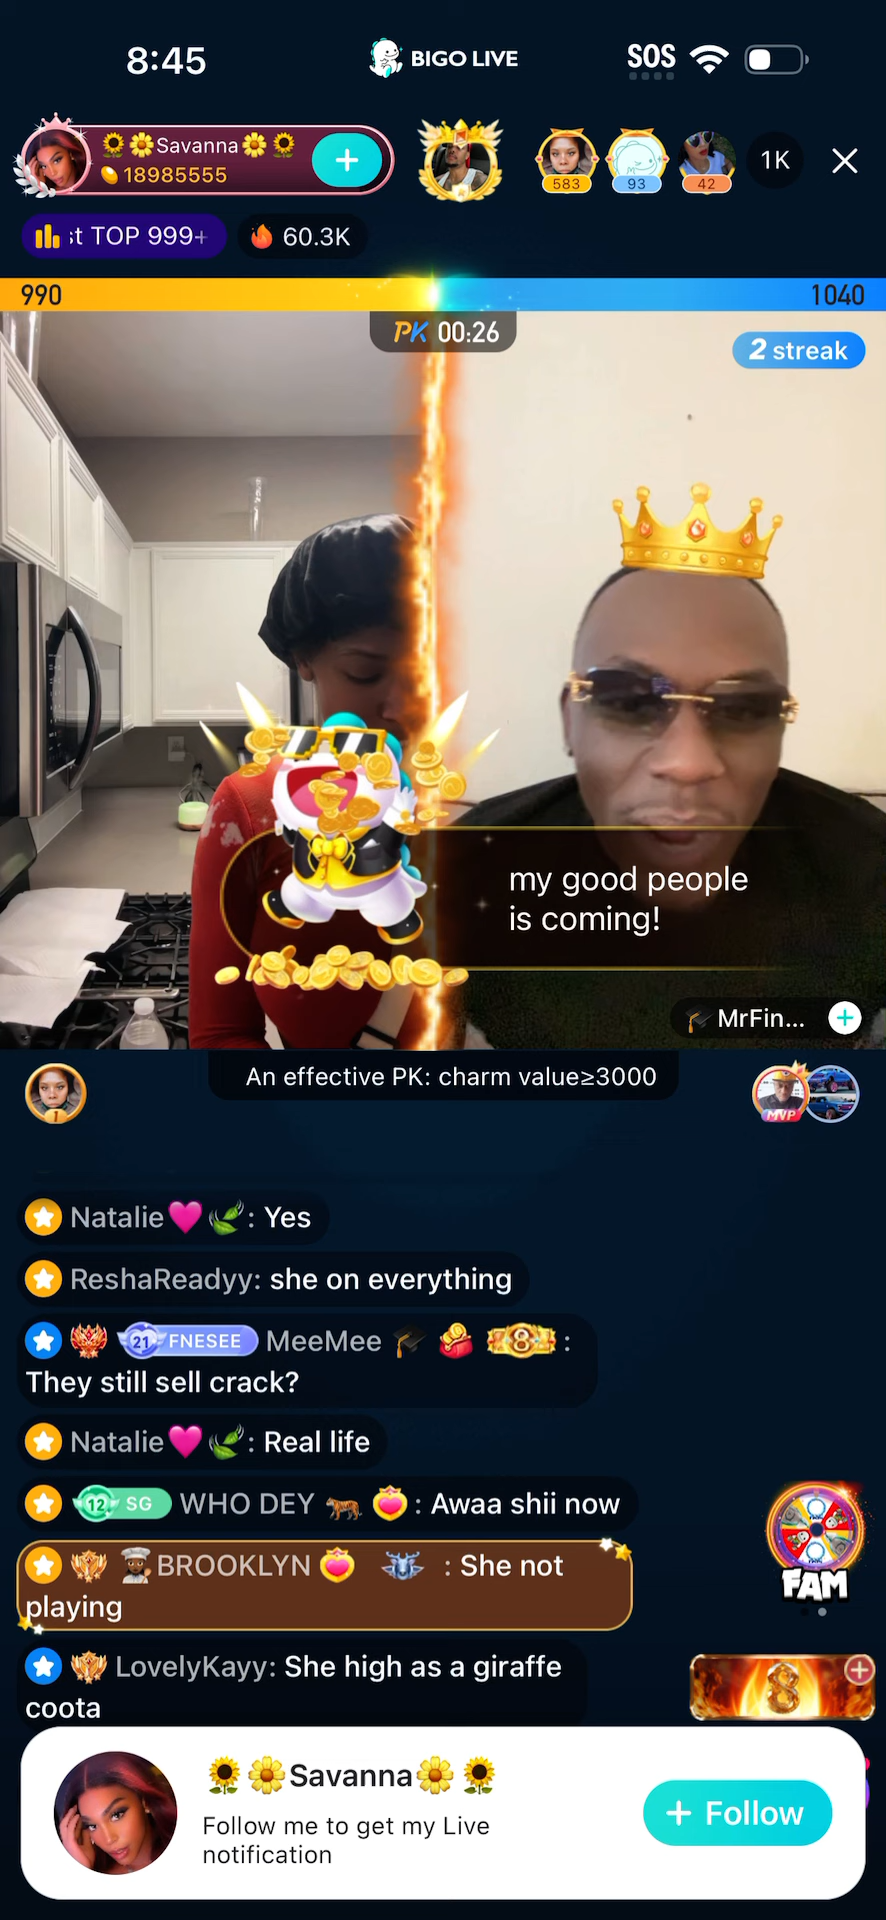 8:45
BIGO LIVE
SOS
🌻🌼Savanna🌼🌻
18985555
583
93
42
1K
st TOP 999+
60.3K
990
1040
PK 00:26
2 streak
my good people
is coming!
MrFin...
An effective PK: charm value≥3000
1
MVP
Natalie🩷🌿: Yes
ReshaReadyy: she on everything
21 FNESEE MeeMee 🎓 8 :
They still sell crack?
Natalie🩷🌿: Real life
12 SG WHO DEY 🐅 : Awaa shii now
👨🏾‍🍳BROOKLYN : She not
playing
FAM
LovelyKayy: She high as a giraffe
coota
8
🌻🌼Savanna🌼🌻
Follow me to get my Live
notification
+ Follow